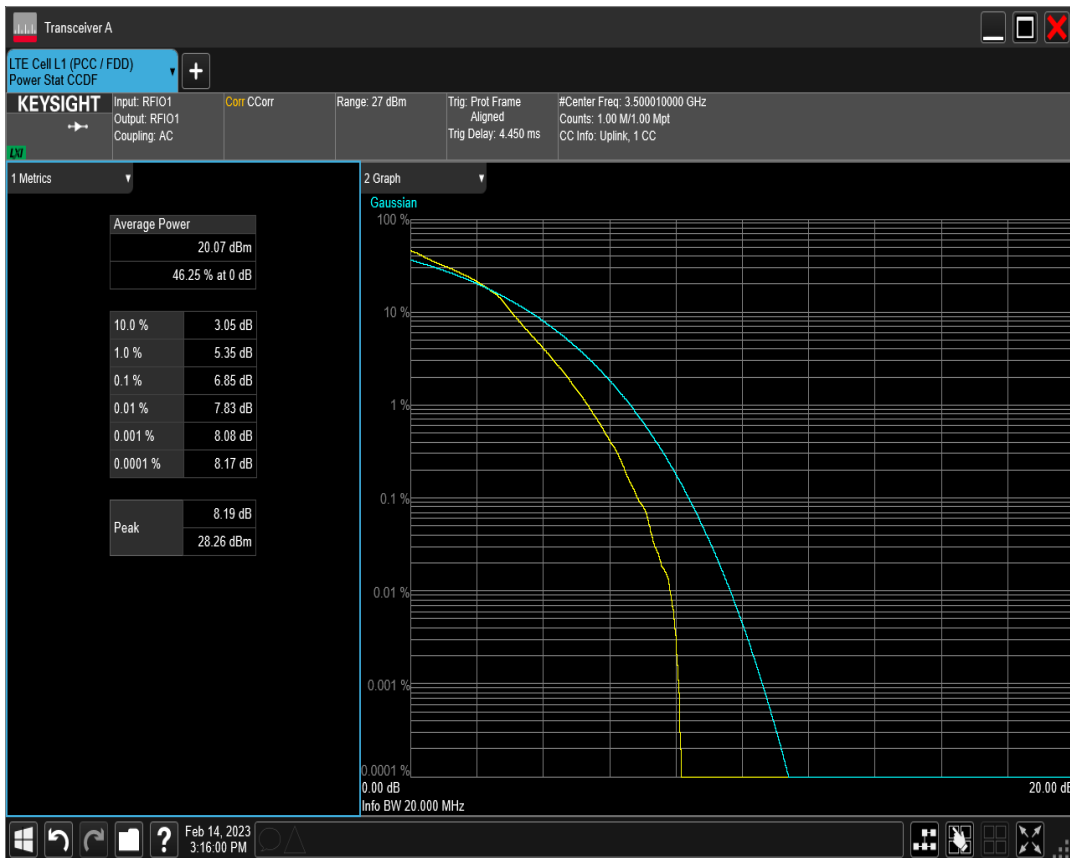 Transceiver A
LTE Cell L1 (PCC / FDD)
Power Stat CCDF
KEYSIGHT
LXI
Input: RFIO1
Output: RFIO1
Coupling: AC
Corr CCorr
Range: 27 dBm
Trig: Prot Frame
Aligned
Trig Delay: 4.450 ms
#Center Freq: 3.500010000 GHz
Counts: 1.00 M/1.00 Mpt
CC Info: Uplink, 1 CC
1 Metrics
Average Power
20.07 dBm
46.25 % at 0 dB
10.0 % 3.05 dB
1.0 % 5.35 dB
0.1 % 6.85 dB
0.01 % 7.83 dB
0.001 % 8.08 dB
0.0001 % 8.17 dB
Peak
8.19 dB
28.26 dBm
2 Graph
Gaussian
100 %
10 %
1 %
0.1 %
0.01 %
0.001 %
0.0001 %
0.00 dB
20.00 dB
Info BW 20.000 MHz
Feb 14, 2023
3:16:00 PM